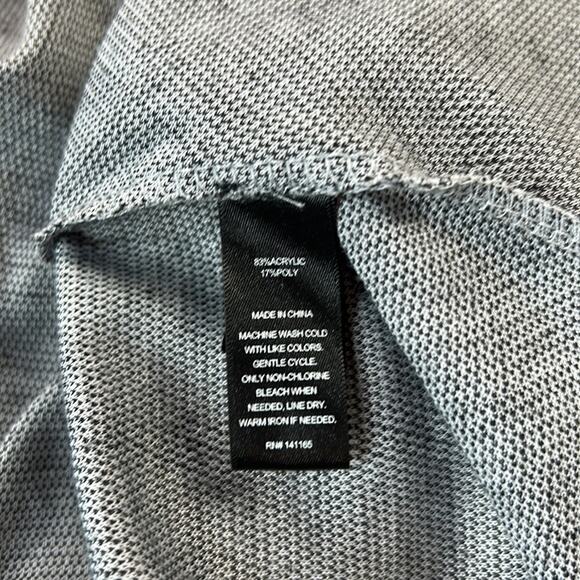 83%ACRYLIC
17%POLY
MADE IN CHINA
MACHINE WASH COLD
WITH LIKE COLORS.
GENTLE CYCLE.
ONLY NON-CHLORINE
BLEACH WHEN
NEEDED, LINE DRY.
WARM IRON IF NEEDED.
RN# 141165